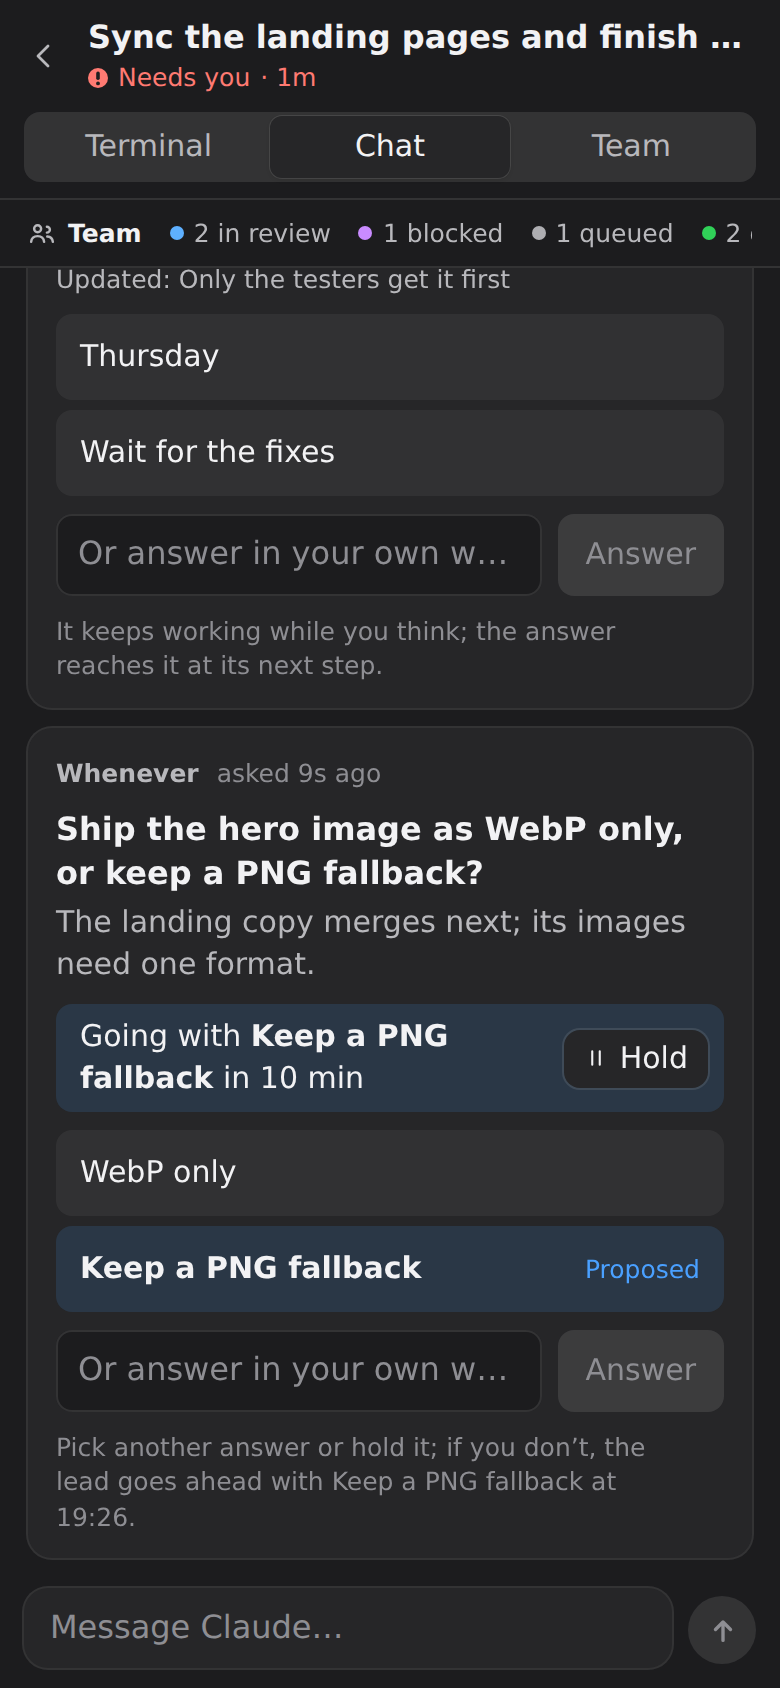 Sync the landing pages and finish …
Needs you · 1m
Terminal
Chat
Team
Team
2 in review
1 blocked
1 queued
2
Updated: Only the testers get it first
Thursday
Wait for the fixes
Or answer in your own w…
Answer
It keeps working while you think; the answer
reaches it at its next step.
Whenever asked 9s ago
Ship the hero image as WebP only,
or keep a PNG fallback?
The landing copy merges next; its images
need one format.
Going with Keep a PNG
fallback in 10 min
Hold
WebP only
Keep a PNG fallback
Proposed
Or answer in your own w…
Answer
Pick another answer or hold it; if you don’t, the
lead goes ahead with Keep a PNG fallback at
19:26.
Message Claude…